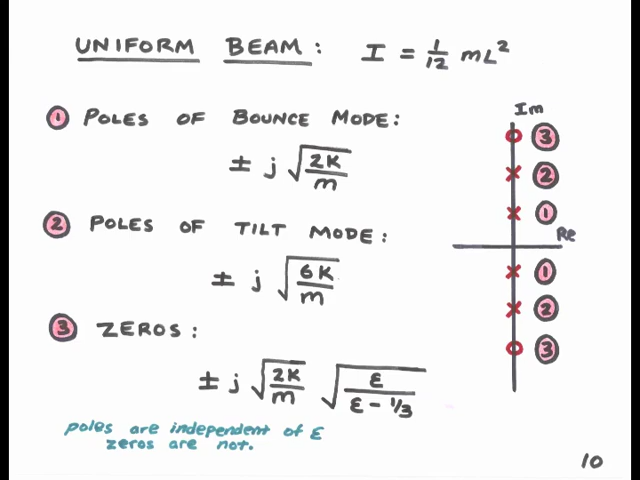 UNIFORM BEAM: I = 1/12 mL²
① POLES OF BOUNCE MODE:
± j √(2K/m)
② POLES OF TILT MODE:
± j √(6K/m)
③ ZEROS:
± j √(2K/m) √(ε/(ε - 1/3))
poles are independent of ε
zeros are not.
Im
③
②
①
Re
①
②
③
10